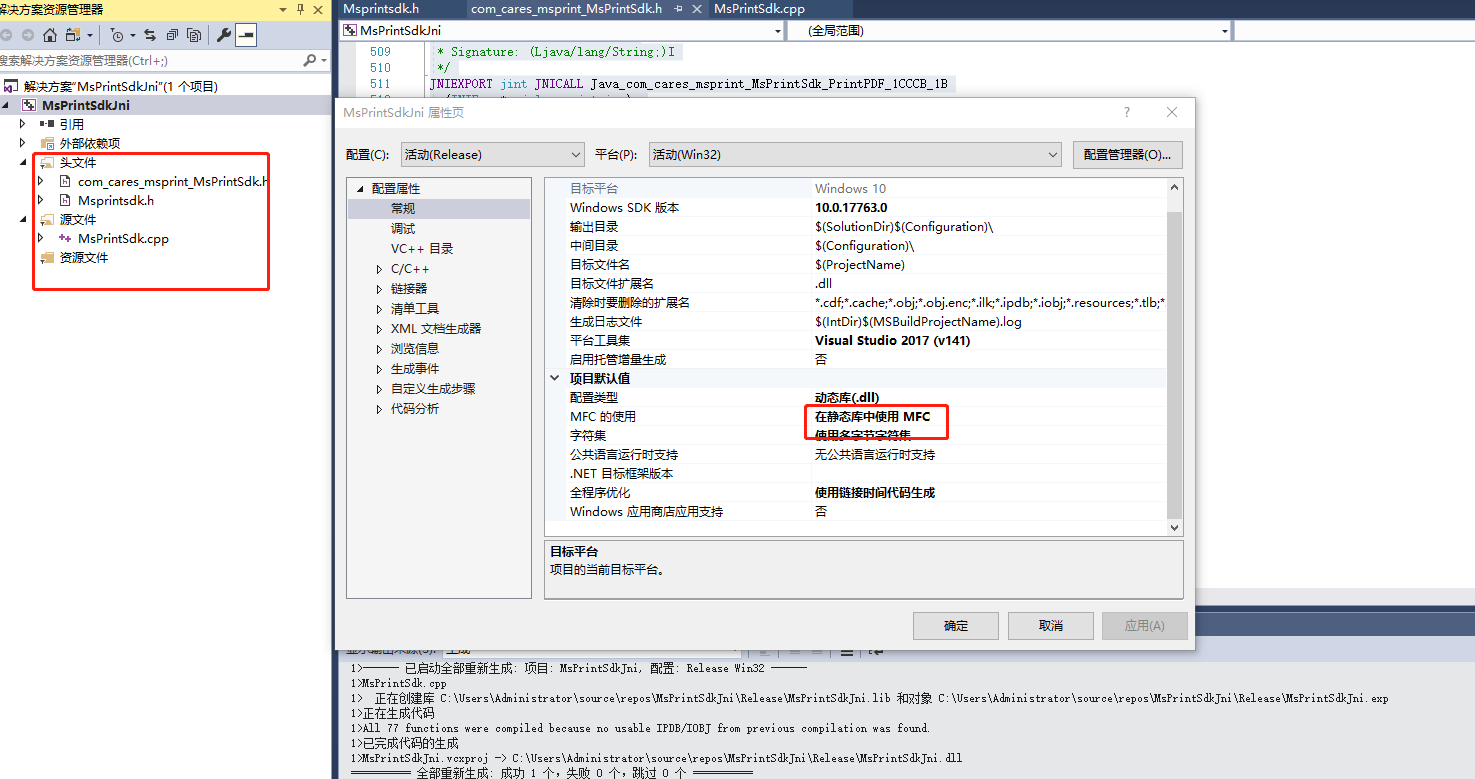 解决方案资源管理器
搜索解决方案资源管理器(Ctrl+;)
解决方案"MsPrintSdkJni"(1 个项目)
MsPrintSdkJni
引用
外部依赖项
头文件
com_cares_msprint_MsPrintSdk.h
Msprintsdk.h
源文件
MsPrintSdk.cpp
资源文件
Msprintsdk.h
com_cares_msprint_MsPrintSdk.h
MsPrintSdk.cpp
MsPrintSdkJni
(全局范围)
509 * Signature: (Ljava/lang/String;)I
510 */
511 JNIEXPORT jint JNICALL Java_com_cares_msprint_MsPrintSdk_PrintPDF_1CCCB_1B
MsPrintSdkJni 属性页
?
配置(C):
活动(Release)
平台(P):
活动(Win32)
配置管理器(O)...
配置属性
常规
调试
VC++ 目录
C/C++
链接器
清单工具
XML 文档生成器
浏览信息
生成事件
自定义生成步骤
代码分析
目标平台 Windows 10
Windows SDK 版本 10.0.17763.0
输出目录 $(SolutionDir)$(Configuration)\
中间目录 $(Configuration)\
目标文件名 $(ProjectName)
目标文件扩展名 .dll
清除时要删除的扩展名 *.cdf;*.cache;*.obj;*.obj.enc;*.ilk;*.ipdb;*.iobj;*.resources;*.tlb;*
生成日志文件 $(IntDir)$(MSBuildProjectName).log
平台工具集 Visual Studio 2017 (v141)
启用托管增量生成 否
项目默认值
配置类型 动态库(.dll)
MFC 的使用 在静态库中使用 MFC
字符集 使用多字节字符集
公共语言运行时支持 无公共语言运行时支持
.NET 目标框架版本
全程序优化 使用链接时间代码生成
Windows 应用商店应用支持 否
目标平台
项目的当前目标平台。
确定
取消
应用(A)
1>------ 已启动全部重新生成: 项目: MsPrintSdkJni, 配置: Release Win32 ------
1>MsPrintSdk.cpp
1> 正在创建库 C:\Users\Administrator\source\repos\MsPrintSdkJni\Release\MsPrintSdkJni.lib 和对象 C:\Users\Administrator\source\repos\MsPrintSdkJni\Release\MsPrintSdkJni.exp
1>正在生成代码
1>All 77 functions were compiled because no usable IPDB/IOBJ from previous compilation was found.
1>已完成代码的生成
1>MsPrintSdkJni.vcxproj -> C:\Users\Administrator\source\repos\MsPrintSdkJni\Release\MsPrintSdkJni.dll
========== 全部重新生成: 成功 1 个，失败 0 个，跳过 0 个 ==========